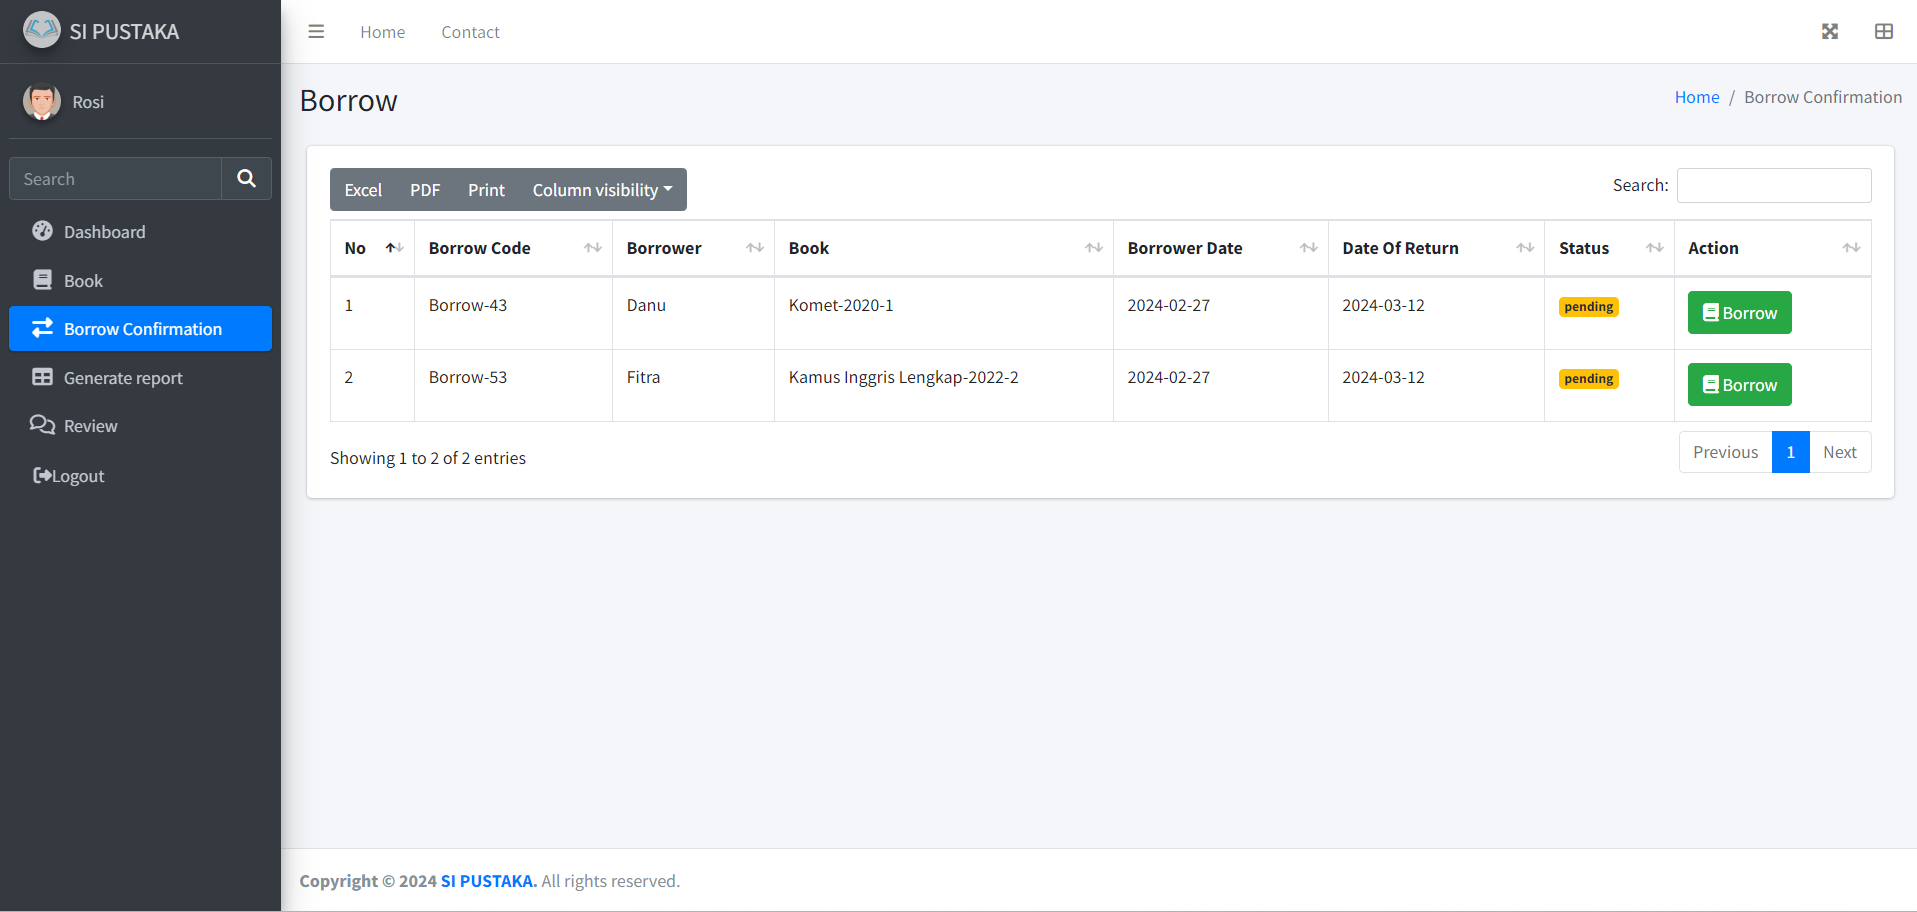 SI PUSTAKA
Rosi
Search
Dashboard
Book
Borrow Confirmation
Generate report
Review
Logout
Home Contact
Borrow
Home / Borrow Confirmation
Excel PDF Print Column visibility
Search:
No Borrow Code Borrower Book Borrower Date Date Of Return Status Action
1 Borrow-43 Danu Komet-2020-1 2024-02-27 2024-03-12 pending Borrow
2 Borrow-53 Fitra Kamus Inggris Lengkap-2022-2 2024-02-27 2024-03-12 pending Borrow
Showing 1 to 2 of 2 entries
Previous 1 Next
Copyright © 2024 SI PUSTAKA. All rights reserved.